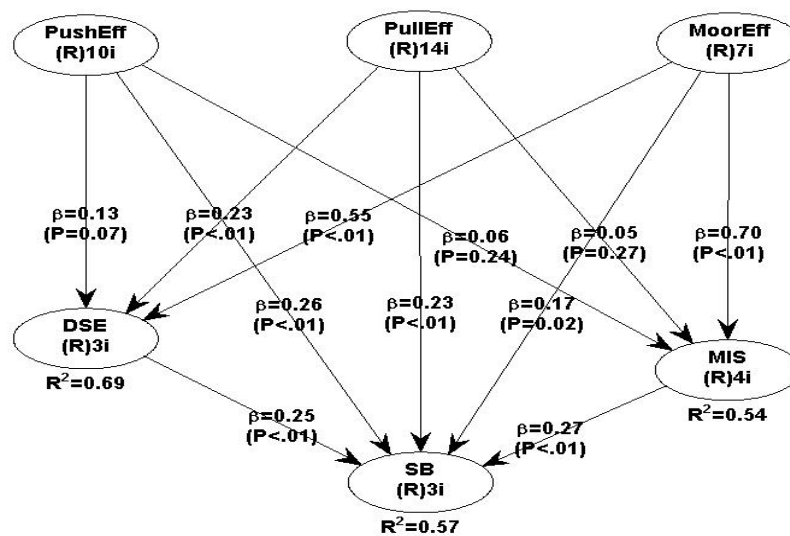 PushEff
(R)10i
PullEff
(R)14i
MoorEff
(R)7i
β=0.13
(P=0.07)
β=0.23
(P<.01)
β=0.55
(P<.01)
β=0.06
(P=0.24)
β=0.05
(P=0.27)
β=0.70
(P<.01)
β=0.26
(P<.01)
β=0.23
(P<.01)
β=0.17
(P=0.02)
DSE
(R)3i
R²=0.69
MIS
(R)4i
R²=0.54
β=0.25
(P<.01)
β=0.27
(P<.01)
SB
(R)3i
R²=0.57